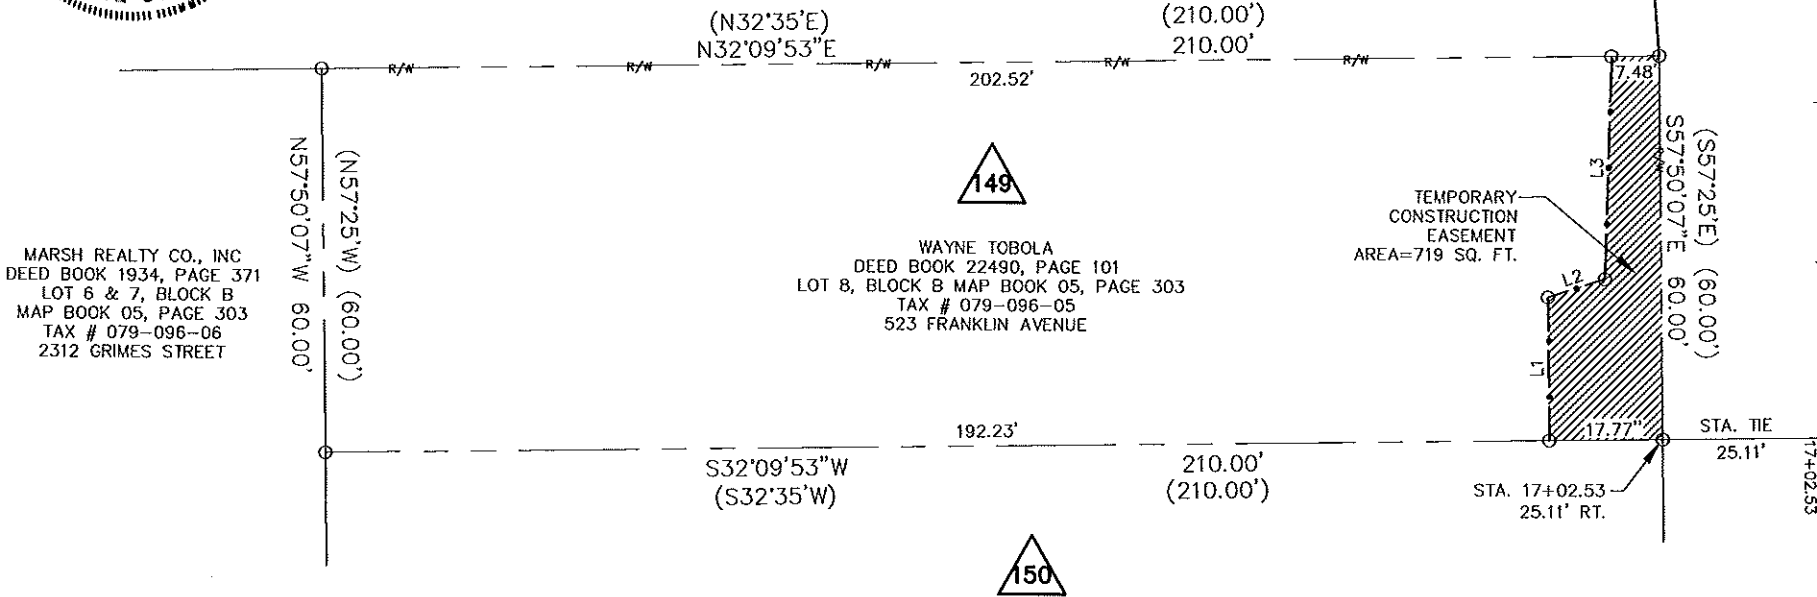 (N32°35'E)
N32°09'53"E
(210.00')
210.00'
R/W
R/W
R/W
R/W
R/W
202.52'
7.48'
N57°50'07"W 60.00'
(N57°25'W) (60.00')
149
L3
S57°50'07"E 60.00'
(S57°25'E) (60.00')
TEMPORARY
CONSTRUCTION
EASEMENT
AREA=719 SQ. FT.
MARSH REALTY CO., INC
DEED BOOK 1934, PAGE 371
LOT 6 & 7, BLOCK B
MAP BOOK 05, PAGE 303
TAX # 079-096-06
2312 GRIMES STREET
WAYNE TOBOLA
DEED BOOK 22490, PAGE 101
LOT 8, BLOCK B MAP BOOK 05, PAGE 303
TAX # 079-096-05
523 FRANKLIN AVENUE
L2
L1
192.23'
17.77"
STA. TIE
25.11'
17+02.53
S32°09'53"W
(S32°35'W)
210.00'
(210.00')
STA. 17+02.53
25.11' RT.
150